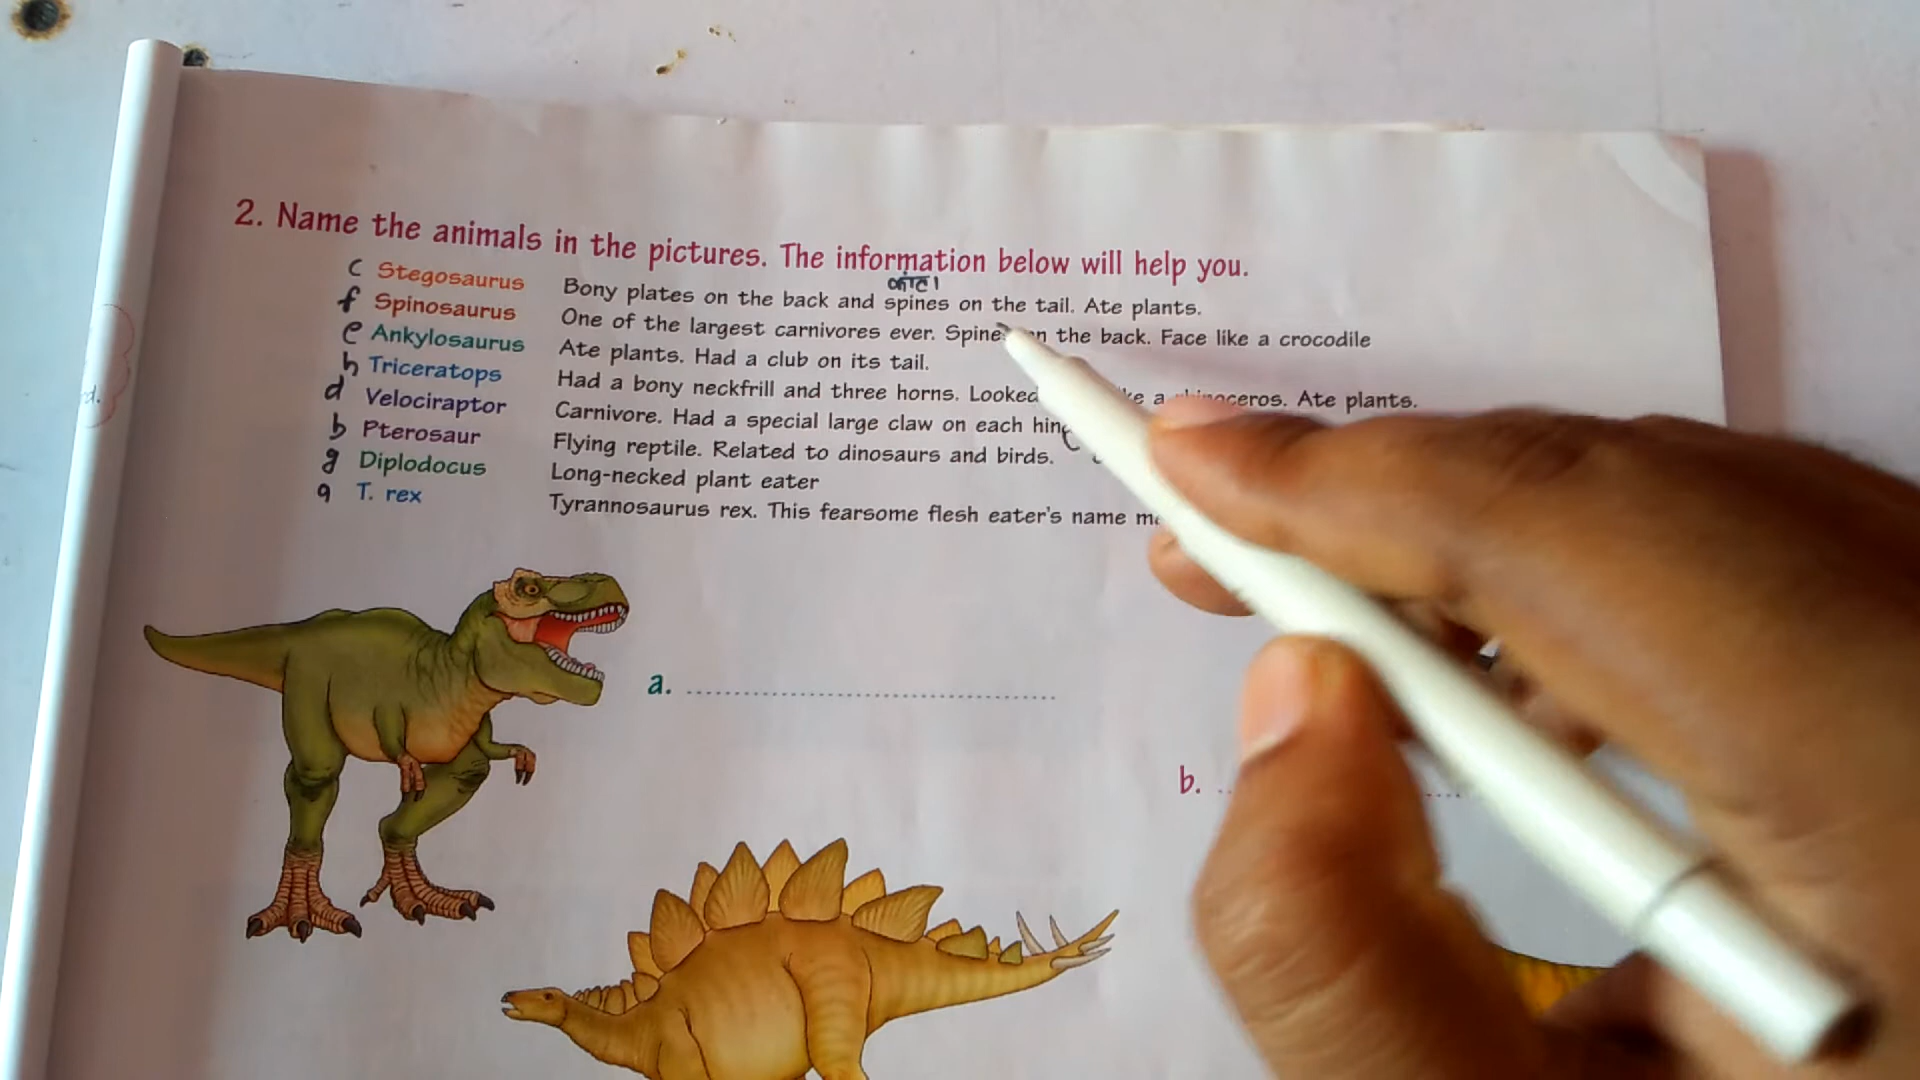 2. Name the animals in the pictures. The information below will help you.
काटा
c Stegosaurus Bony plates on the back and spines on the tail. Ate plants.
f Spinosaurus One of the largest carnivores ever. Spines on the back. Face like a crocodile
e Ankylosaurus Ate plants. Had a club on its tail.
h Triceratops Had a bony neckfrill and three horns. Looked a rhinoceros. Ate plants.
d Velociraptor Carnivore. Had a special large claw on each
b Pterosaur Flying reptile. Related to dinosaurs and birds.
g Diplodocus Long-necked plant eater
a T. rex Tyrannosaurus rex. This fearsome flesh eater's name
d.
a.
b.